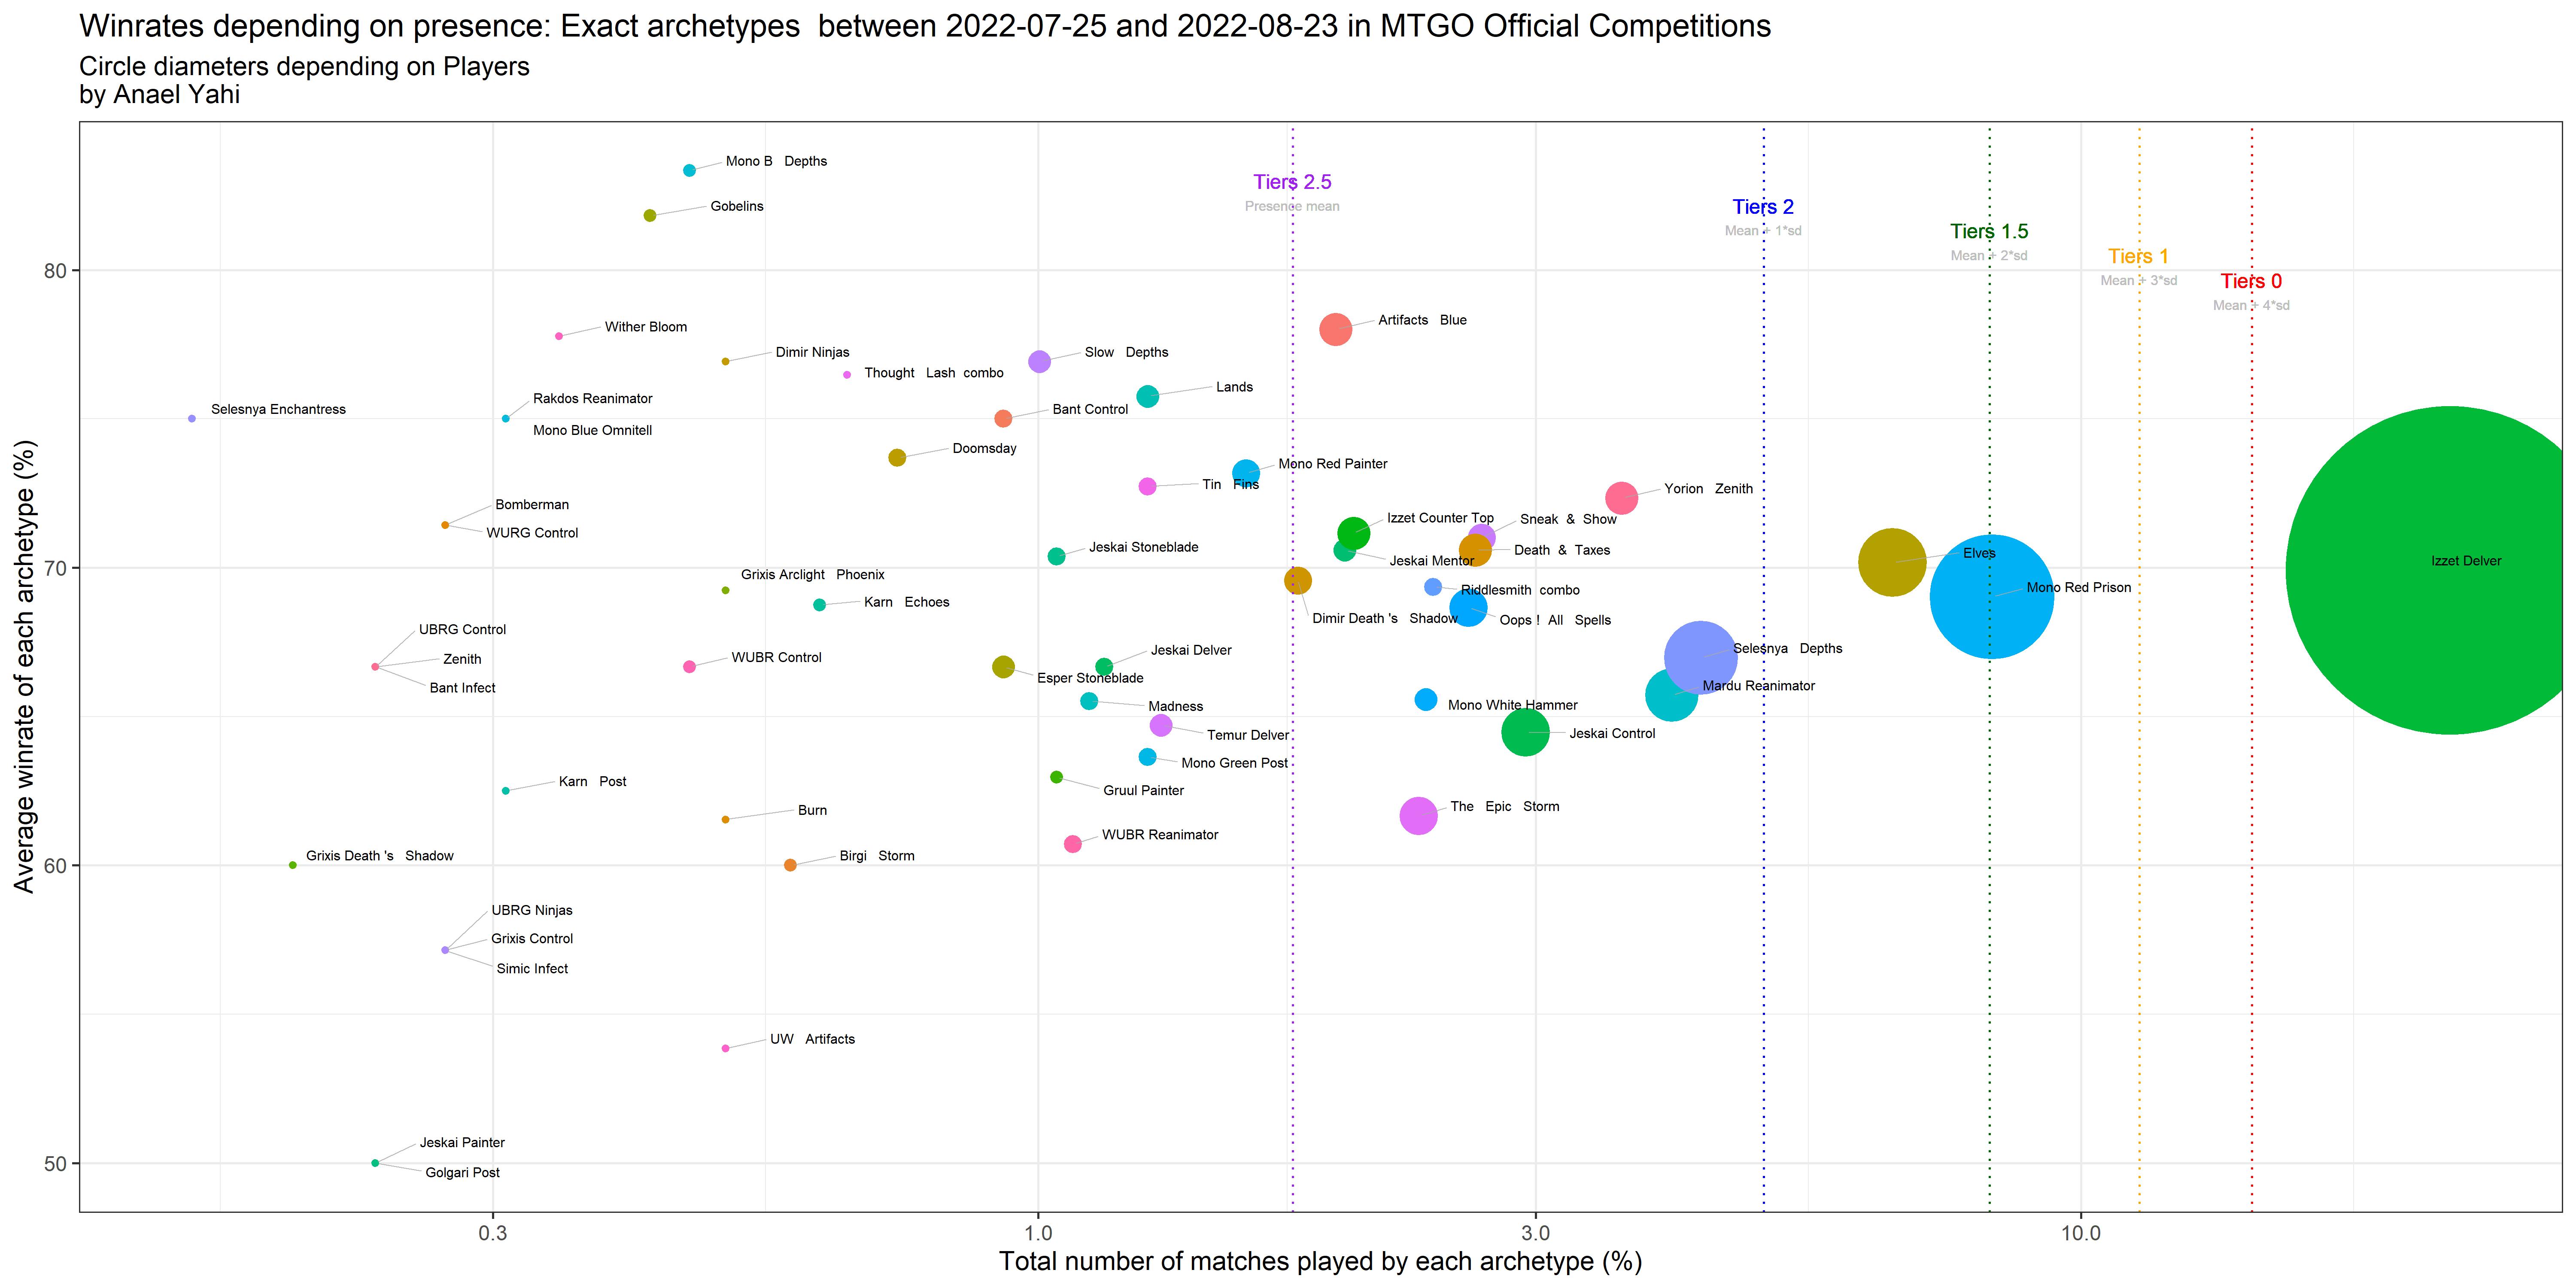 Winrates depending on presence: Exact archetypes  between 2022-07-25 and 2022-08-23 in MTGO Official Competitions
Circle diameters depending on Players
by Anael Yahi
Average winrate of each archetype (%)
80
70
60
50
Mono B   Depths
Gobelins
Tiers 2.5
Presence mean
Tiers 2
Mean + 1*sd
Tiers 1.5
Mean + 2*sd
Tiers 1
Mean + 3*sd
Tiers 0
Mean + 4*sd
Wither Bloom
Artifacts   Blue
Dimir Ninjas
Slow   Depths
Thought   Lash  combo
Lands
Rakdos Reanimator
Selesnya Enchantress
Bant Control
Mono Blue Omnitell
Doomsday
Mono Red Painter
Tin   Fins
Yorion   Zenith
Bomberman
WURG Control
Izzet Counter Top
Sneak  &  Show
Jeskai Stoneblade
Death  &  Taxes
Elves
Jeskai Mentor
Izzet Delver
Grixis Arclight   Phoenix
Mono Red Prison
Riddlesmith  combo
Karn   Echoes
Dimir Death 's   Shadow
Oops !  All   Spells
UBRG Control
Zenith
Bant Infect
WUBR Control
Jeskai Delver
Selesnya   Depths
Esper Stoneblade
Mardu Reanimator
Madness
Mono White Hammer
Temur Delver
Jeskai Control
Mono Green Post
Karn   Post
Gruul Painter
Burn
The   Epic   Storm
WUBR Reanimator
Grixis Death 's   Shadow
Birgi   Storm
UBRG Ninjas
Grixis Control
Simic Infect
UW   Artifacts
Jeskai Painter
Golgari Post
0.3
1.0
3.0
10.0
Total number of matches played by each archetype (%)